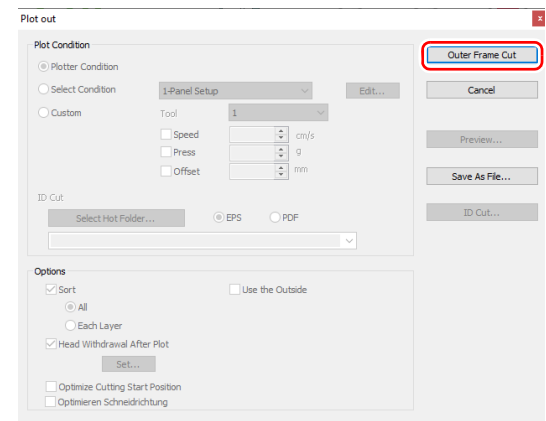 Plot out
x
Plot Condition
Plotter Condition
Select Condition 1-Panel Setup Edit...
Custom Tool 1
Speed cm/s
Press g
Offset mm
ID Cut
Select Hot Folder... EPS PDF
Outer Frame Cut
Cancel
Preview...
Save As File...
ID Cut...
Options
Sort Use the Outside
All
Each Layer
Head Withdrawal After Plot
Set...
Optimize Cutting Start Position
Optimieren Schneidrichtung